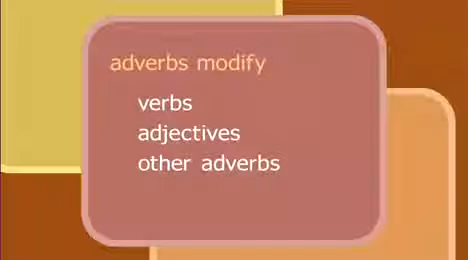 adverbs modify
verbs
adjectives
other adverbs